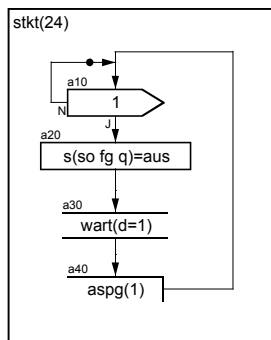 stkt(24)
a10
1
N
J
a20
s(so fg q)=aus
a30
wart(d=1)
a40
aspg(1)